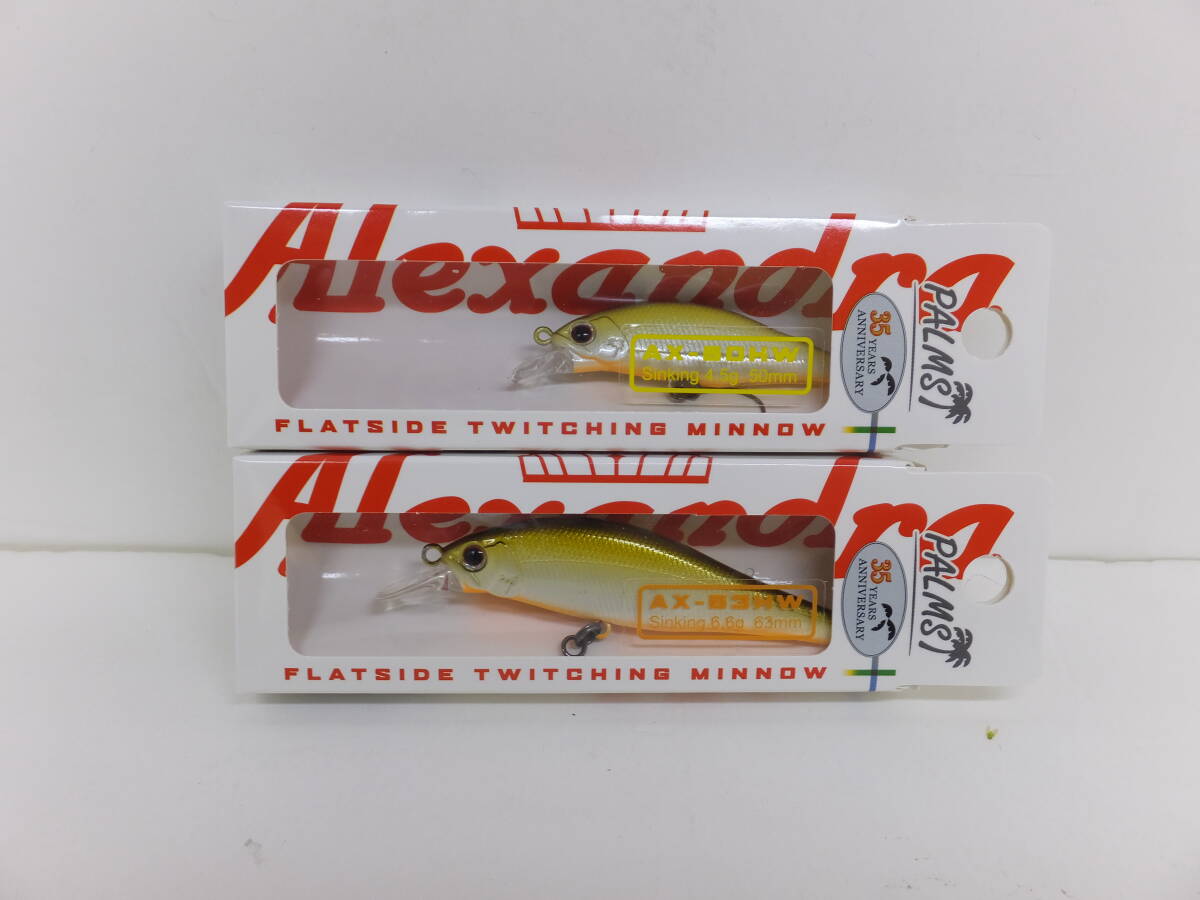 Alexandra
AX-50HW
Sinking 4.5g 50mm
FLATSIDE TWITCHING MINNOW
35
YEARS
ANNIVERSARY
PALMS
Alexandra
AX-63HW
Sinking 6.6g 63mm
FLATSIDE TWITCHING MINNOW
35
YEARS
ANNIVERSARY
PALMS